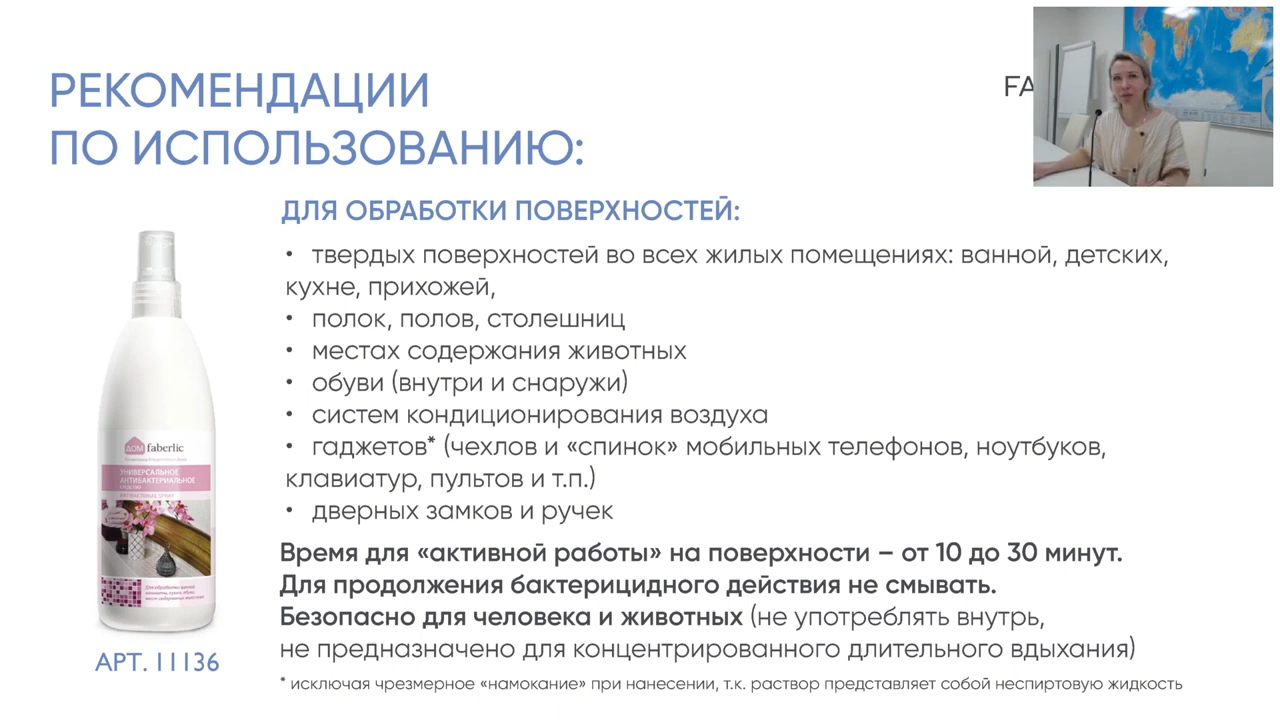 РЕКОМЕНДАЦИИ
ПО ИСПОЛЬЗОВАНИЮ:
FA
ДЛЯ ОБРАБОТКИ ПОВЕРХНОСТЕЙ:
• твердых поверхностей во всех жилых помещениях: ванной, детских,
кухне, прихожей,
• полок, полов, столешниц
• местах содержания животных
• обуви (внутри и снаружи)
• систем кондиционирования воздуха
• гаджетов* (чехлов и «спинок» мобильных телефонов, ноутбуков,
клавиатур, пультов и т.п.)
• дверных замков и ручек
Время для «активной работы» на поверхности – от 10 до 30 минут.
Для продолжения бактерицидного действия не смывать.
Безопасно для человека и животных (не употреблять внутрь,
не предназначено для концентрированного длительного вдыхания)
* исключая чрезмерное «намокание» при нанесении, т.к. раствор представляет собой неспиртовую жидкость
ДОМ faberlic
УНИВЕРСАЛЬНОЕ
АНТИБАКТЕРИАЛЬНОЕ
СРЕДСТВО
ANTIBACTERIAL SPRAY
АРТ. 11136